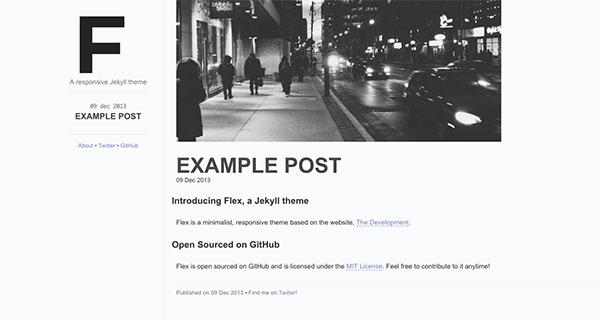 F
A responsive Jekyll theme
09 dec 2013
EXAMPLE POST
About • Twitter • GitHub
EXAMPLE POST
09 Dec 2013
Introducing Flex, a Jekyll theme
Flex is a minimalist, responsive theme based on the website, The Development.
Open Sourced on GitHub
Flex is open sourced on GitHub and is licensed under the MIT License. Feel free to contribute to it anytime!
Published on 09 Dec 2013 • Find me on Twitter!